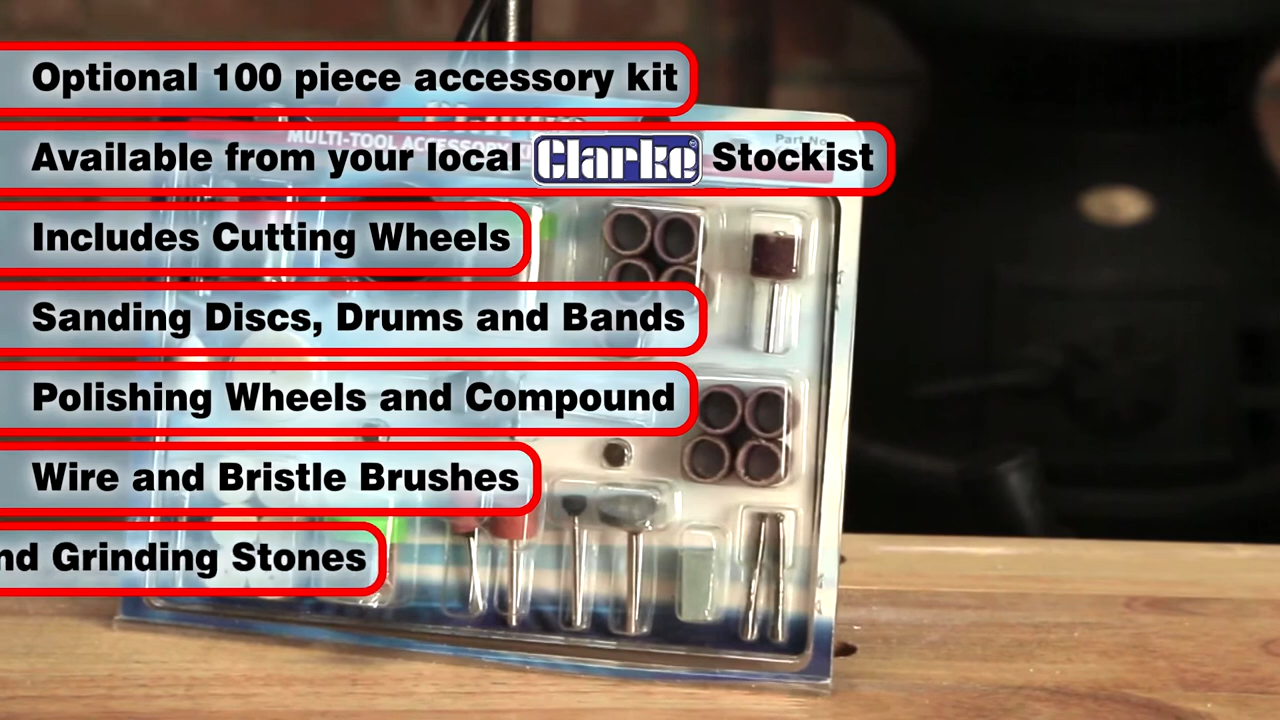 Optional 100 piece accessory kit
MULTI-TOOL ACCESSORY
Part No
Available from your local Clarke Stockist
Includes Cutting Wheels
Sanding Discs, Drums and Bands
Polishing Wheels and Compound
Wire and Bristle Brushes
nd Grinding Stones